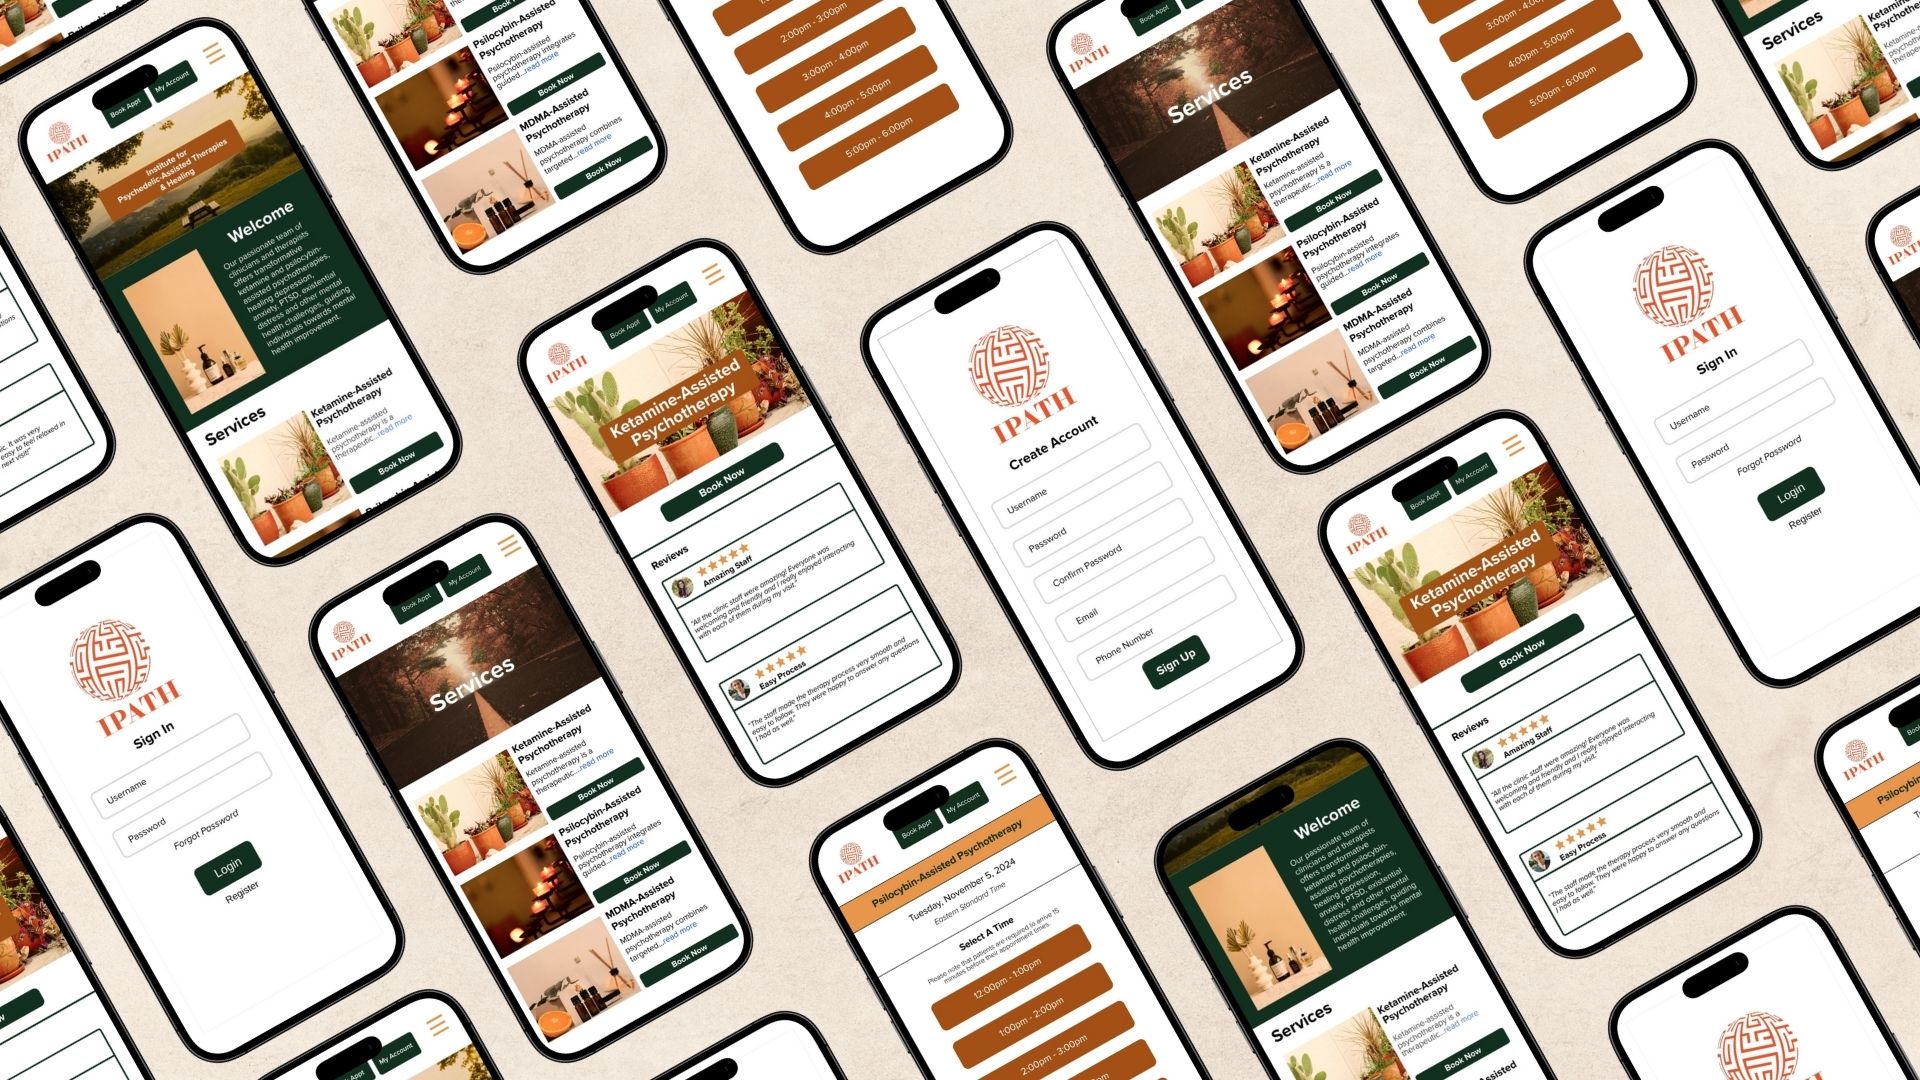 Book Appt
My Account
IPATH
Institute for
Psychedelic-Assisted Therapies
& Healing
Welcome
Our passionate team of
clinicians and therapists
offers transformative
ketamine and psilocybin-
assisted psychotherapies,
healing depression,
anxiety, PTSD, existential
distress and other mental
health challenges, guiding
individuals towards mental
health improvement.
Services
Ketamine-Assisted
Psychotherapy
Ketamine-assisted
psychotherapy is a
therapeutic....read more
Book Now
Psilocybin-Assisted
Psychotherapy
Psilocybin-assisted
psychotherapy integrates
guided...read more
Book Now
MDMA-Assisted
Psychotherapy
MDMA-assisted
psychotherapy combines
targeted...read more
Book Now
2:00pm - 3:00pm
3:00pm - 4:00pm
4:00pm - 5:00pm
5:00pm - 6:00pm
Book Appt
My Account
IPATH
Services
Ketamine-Assisted
Psychotherapy
Ketamine-assisted
psychotherapy is a
therapeutic....read more
Book Now
Psilocybin-Assisted
Psychotherapy
Psilocybin-assisted
psychotherapy integrates
guided...read more
Book Now
MDMA-Assisted
Psychotherapy
MDMA-assisted
psychotherapy combines
targeted...read more
Book Now
3:00pm - 4:00pm
4:00pm - 5:00pm
5:00pm - 6:00pm
Services
IPATH
Sign In
Username
Password
Forgot Password
Login
Register
Book Appt
My Account
IPATH
Services
Ketamine-Assisted
Psychotherapy
Ketamine-assisted
psychotherapy is a
therapeutic....read more
Book Now
Psilocybin-Assisted
Psychotherapy
Psilocybin-assisted
psychotherapy integrates
guided...read more
Book Now
MDMA-Assisted
Psychotherapy
MDMA-assisted
psychotherapy combines
targeted...read more
Book Now
Book Appt
My Account
IPATH
Ketamine-Assisted
Psychotherapy
Book Now
Reviews
Amazing Staff
"All the clinic staff were amazing! Everyone was
welcoming and friendly and I really enjoyed interacting
with each of them during my visit."
Easy Process
"The staff made the therapy process very smooth and
easy to follow. They were happy to answer any questions
I had as well."
IPATH
Create Account
Username
Password
Confirm Password
Email
Phone Number
Sign Up
Book Appt
My Account
IPATH
Psilocybin-Assisted Psychotherapy
Tuesday, November 5, 2024
Eastern Standard Time
Select A Time
Please note that patients are required to arrive 15
minutes before their appointment times.
12:00pm - 1:00pm
1:00pm - 2:00pm
2:00pm - 3:00pm
Welcome
Our passionate team of
clinicians and therapists
offers transformative
ketamine and psilocybin-
assisted psychotherapies,
healing depression,
anxiety, PTSD, existential
distress and other mental
health challenges, guiding
individuals towards mental
health improvement.
Services
Ketamine-Assisted
Psychotherapy
Ketamine-assisted
psychotherapy is a
therapeutic....read more
Book Now
Book Appt
My Account
IPATH
Ketamine-Assisted
Psychotherapy
Book Now
Reviews
Amazing Staff
"All the clinic staff were amazing! Everyone was
welcoming and friendly and I really enjoyed interacting
with each of them during my visit."
Easy Process
"The staff made the therapy process very smooth and
easy to follow. They were happy to answer any questions
I had as well."
IPATH
Sign In
Username
Password
Forgot Password
Login
Register
IPATH
My Account
IPATH